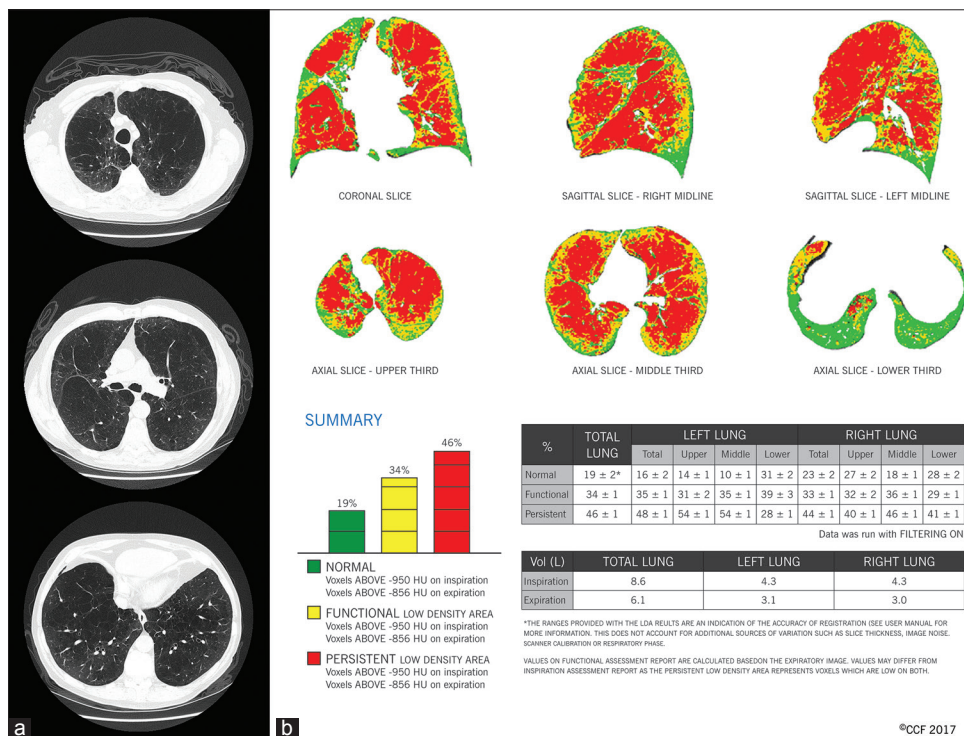 CORONAL SLICE
SAGITTAL SLICE - RIGHT MIDLINE
SAGITTAL SLICE - LEFT MIDLINE
AXIAL SLICE - UPPER THIRD
AXIAL SLICE - MIDDLE THIRD
AXIAL SLICE - LOWER THIRD
SUMMARY
19%
34%
46%
NORMAL
Voxels ABOVE -950 HU on inspiration
Voxels ABOVE -856 HU on expiration
FUNCTIONAL LOW DENSITY AREA
Voxels ABOVE -950 HU on inspiration
Voxels ABOVE -856 HU on expiration
PERSISTENT LOW DENSITY AREA
Voxels ABOVE -950 HU on inspiration
Voxels ABOVE -856 HU on expiration
% TOTAL LUNG LEFT LUNG RIGHT LUNG
Total Upper Middle Lower Total Upper Middle Lower
Normal 19 ± 2* 16 ± 2 14 ± 1 10 ± 1 31 ± 2 23 ± 2 27 ± 2 18 ± 1 28 ± 2
Functional 34 ± 1 35 ± 1 31 ± 2 35 ± 1 39 ± 3 33 ± 1 32 ± 2 36 ± 1 29 ± 1
Persistent 46 ± 1 48 ± 1 54 ± 1 54 ± 1 28 ± 1 44 ± 1 40 ± 1 46 ± 1 41 ± 1
Data was run with FILTERING ON
Vol (L) TOTAL LUNG LEFT LUNG RIGHT LUNG
Inspiration 8.6 4.3 4.3
Expiration 6.1 3.1 3.0
*THE RANGES PROVIDED WITH THE LDA REULTS ARE AN INDICATION OF THE ACCURACY OF REGISTRATION (SEE USER MANUAL FOR
MORE INFORMATION. THIS DOES NOT ACCOUNT FOR ADDITIONAL SOURCES OF VARIATION SUCH AS SLICE THICKNESS, IMAGE NOISE.
SCANNER CALIBRATION OR RESPIRATORY PHASE.
VALUES ON FUNCTIONAL ASSESSMENT REPORT ARE CALCULATED BASEDON THE EXPIRATORY IMAGE. VALUES MAY DIFFER FROM
INSPIRATION ASSESSMENT REPORT AS THE PERSISTENT LOW DENSITY AREA REPRESENTS VOXELS WHICH ARE LOW ON BOTH.
a
b
©CCF 2017